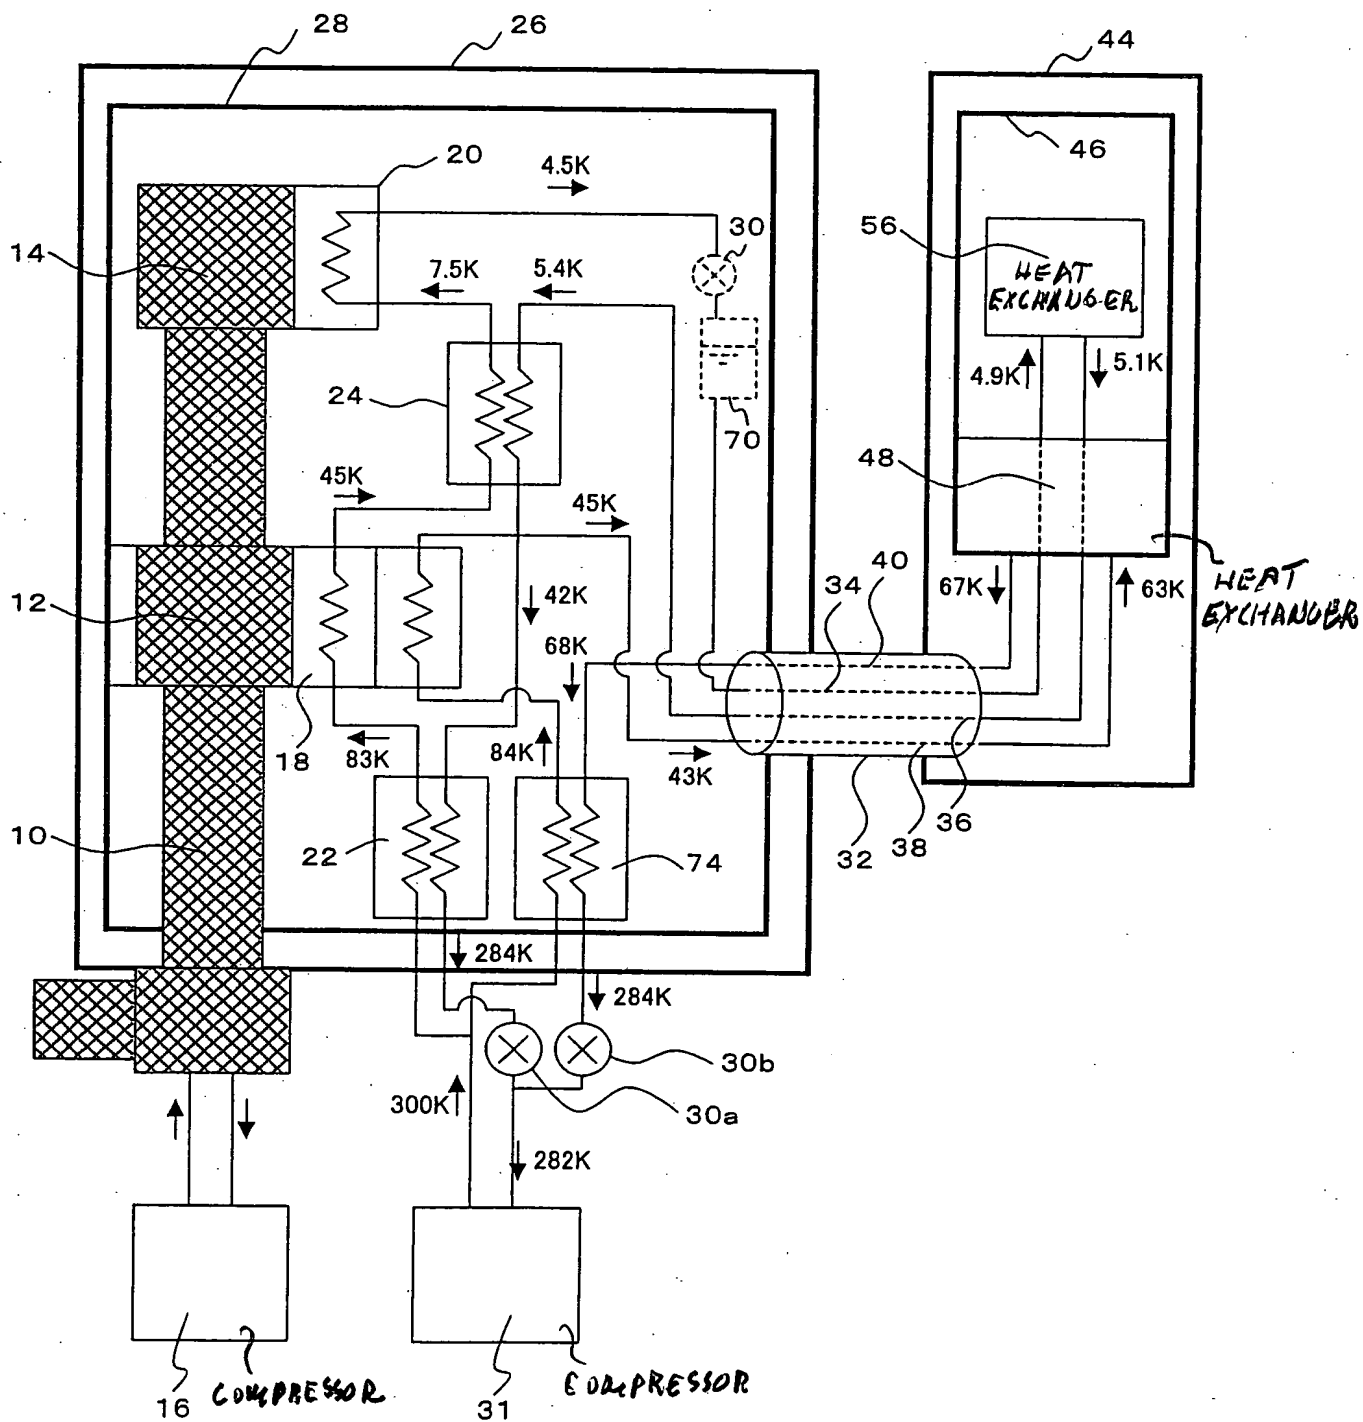 28
26
44
20
4.5K
46
14
30
56
HEAT
EXCHANGER
7.5K
5.4K
4.9K
5.1K
24
70
45K
45K
48
12
42K
34
40
67K
63K
HEAT
EXCHANGER
68K
18
83K
84K
43K
10
22
74
32
38
36
284K
284K
30b
300K
30a
282K
16
COMPRESSOR
31
COMPRESSOR